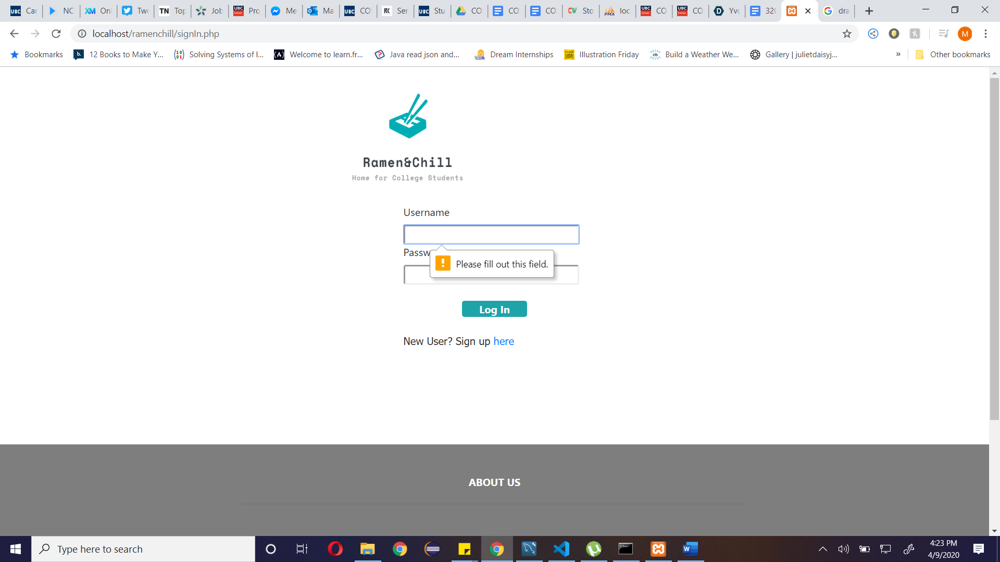 Car
NC
Onl
Twe
Top
Job
Pro
Me
Ma
CO
Ser
Stu
CO
CO
CO
Sto
loc
CO
CO
Yvo
320
dra
localhost/ramenchill/signIn.php
M
Bookmarks
12 Books to Make Y...
Solving Systems of I...
Welcome to learn.fr...
Java read json and...
Dream Internships
Illustration Friday
Build a Weather We...
Gallery | julietdaisyj...
»
Other bookmarks
Ramen&Chill
Home for College Students
Username
Passw
Please fill out this field.
Log In
New User? Sign up here
ABOUT US
Type here to search
4:23 PM
4/9/2020